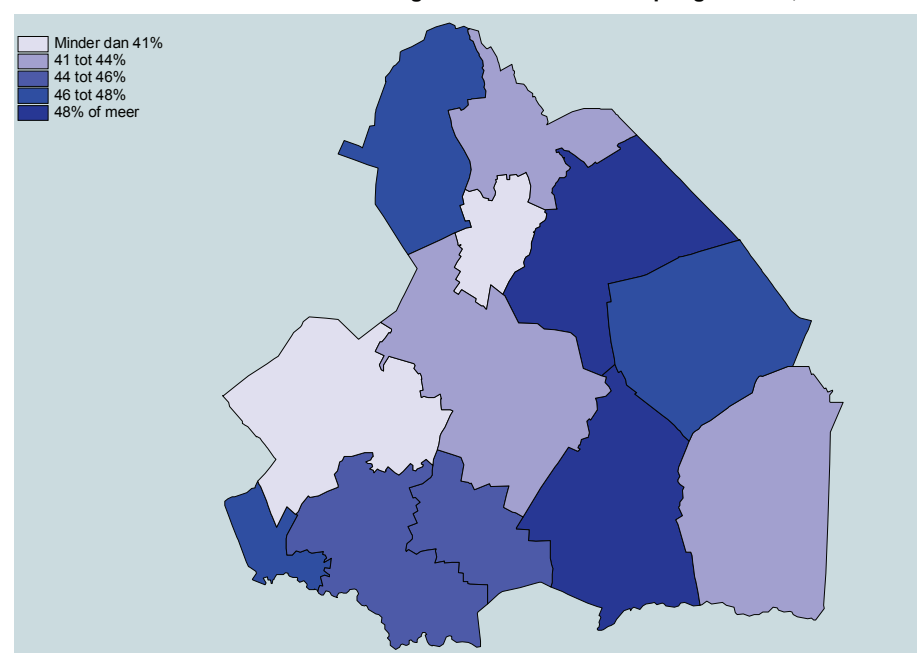 Minder dan 41%
41 tot 44%
44 tot 46%
46 tot 48%
48% of meer